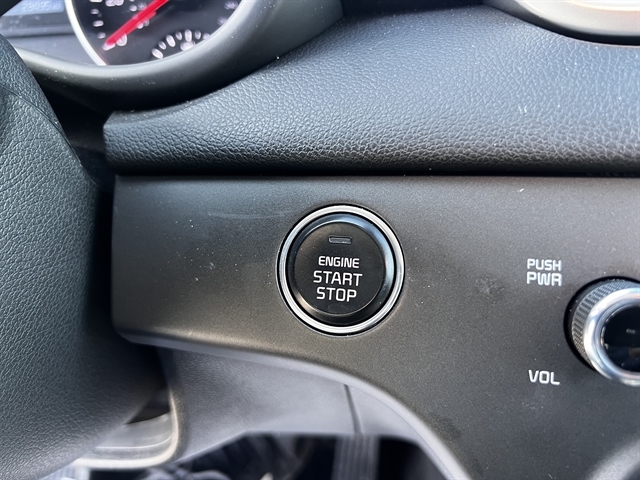 ENGINE
START
STOP
PUSH
PWR
VOL